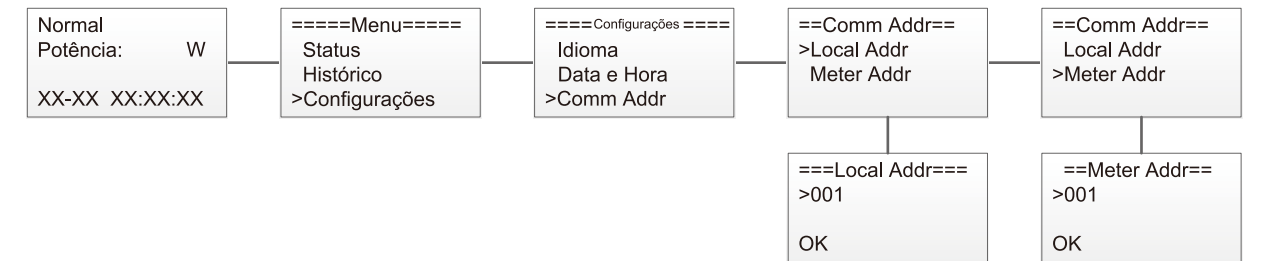 Normal
Potência: W
XX-XX XX:XX:XX
=====Menu=====
Status
Histórico
>Configurações
====Configurações====
Idioma
Data e Hora
>Comm Addr
==Comm Addr==
>Local Addr
Meter Addr
==Comm Addr==
Local Addr
>Meter Addr
===Local Addr===
>001
OK
==Meter Addr==
>001
OK